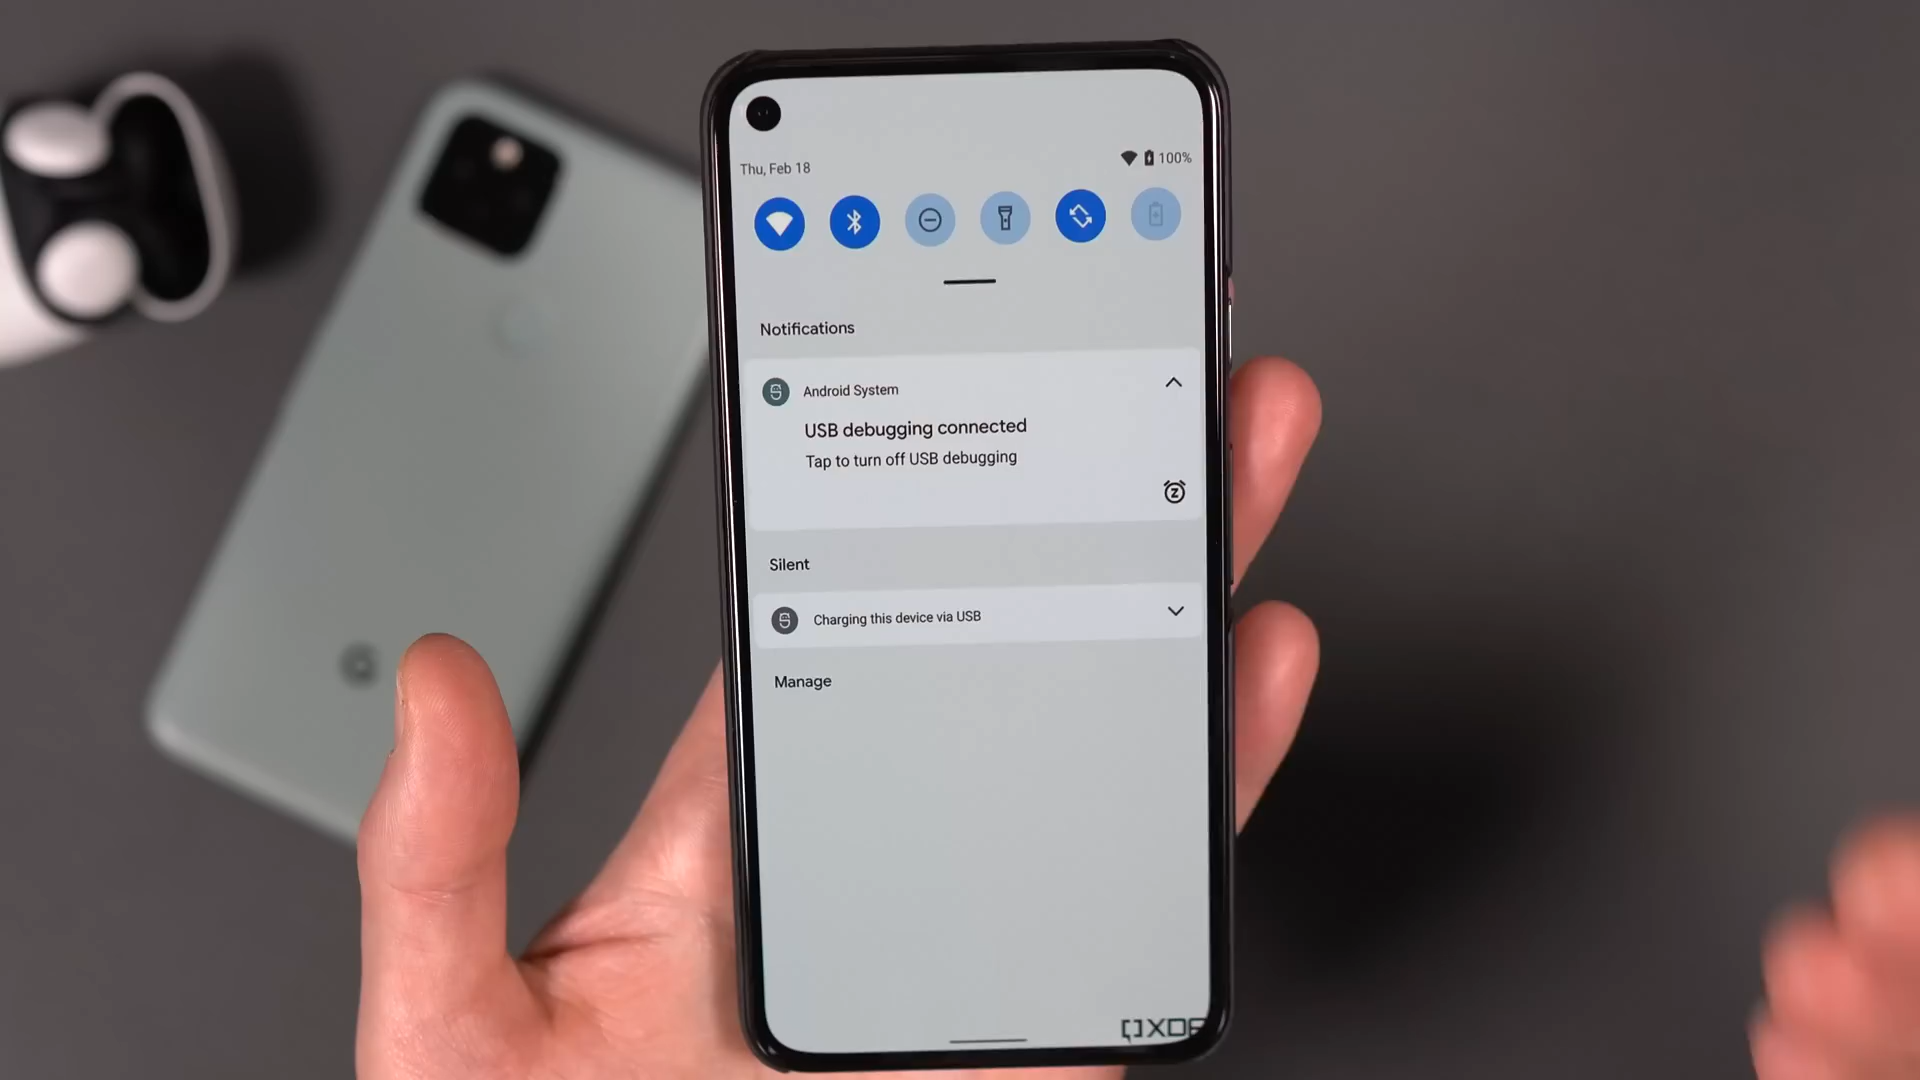 Thu, Feb 18
100%
Notifications
Android System
USB debugging connected
Tap to turn off USB debugging
Silent
Charging this device via USB
Manage